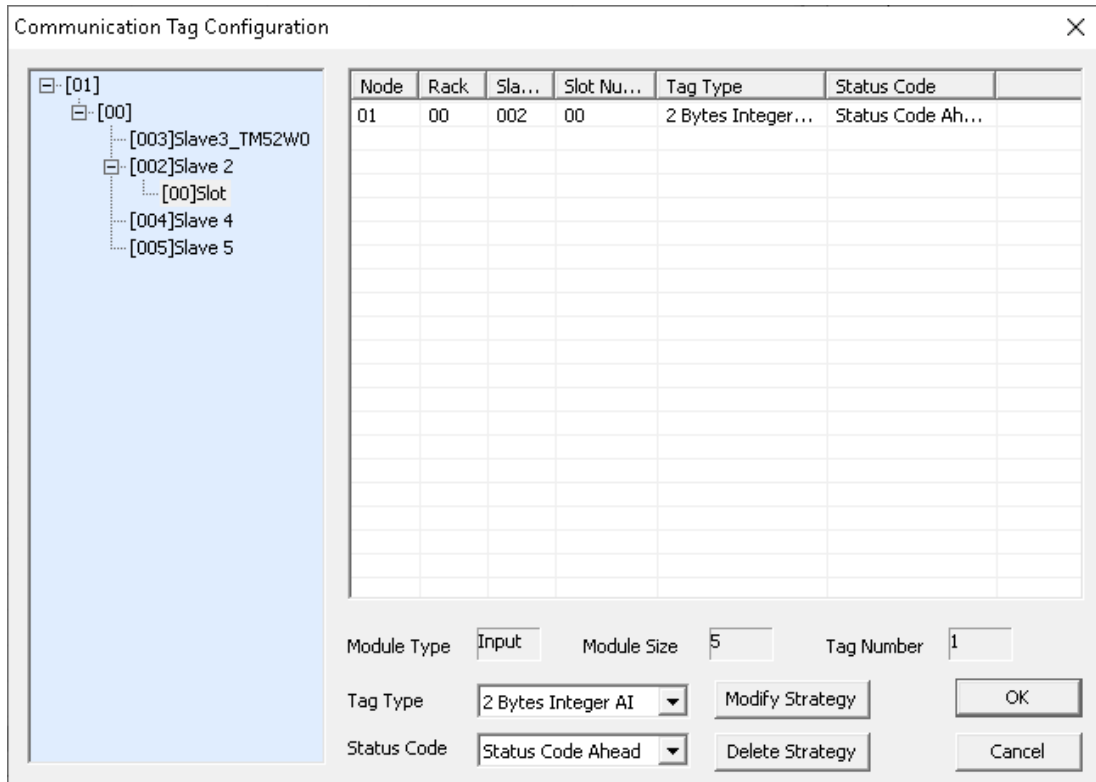 Communication Tag Configuration
[01]
[00]
[003]Slave3_TM52W0
[002]Slave 2
[00]Slot
[004]Slave 4
[005]Slave 5
Node Rack Sla... Slot Nu... Tag Type Status Code
01 00 002 00 2 Bytes Integer... Status Code Ah...
Module Type Input Module Size 5 Tag Number 1
Tag Type 2 Bytes Integer AI Modify Strategy OK
Status Code Status Code Ahead Delete Strategy Cancel